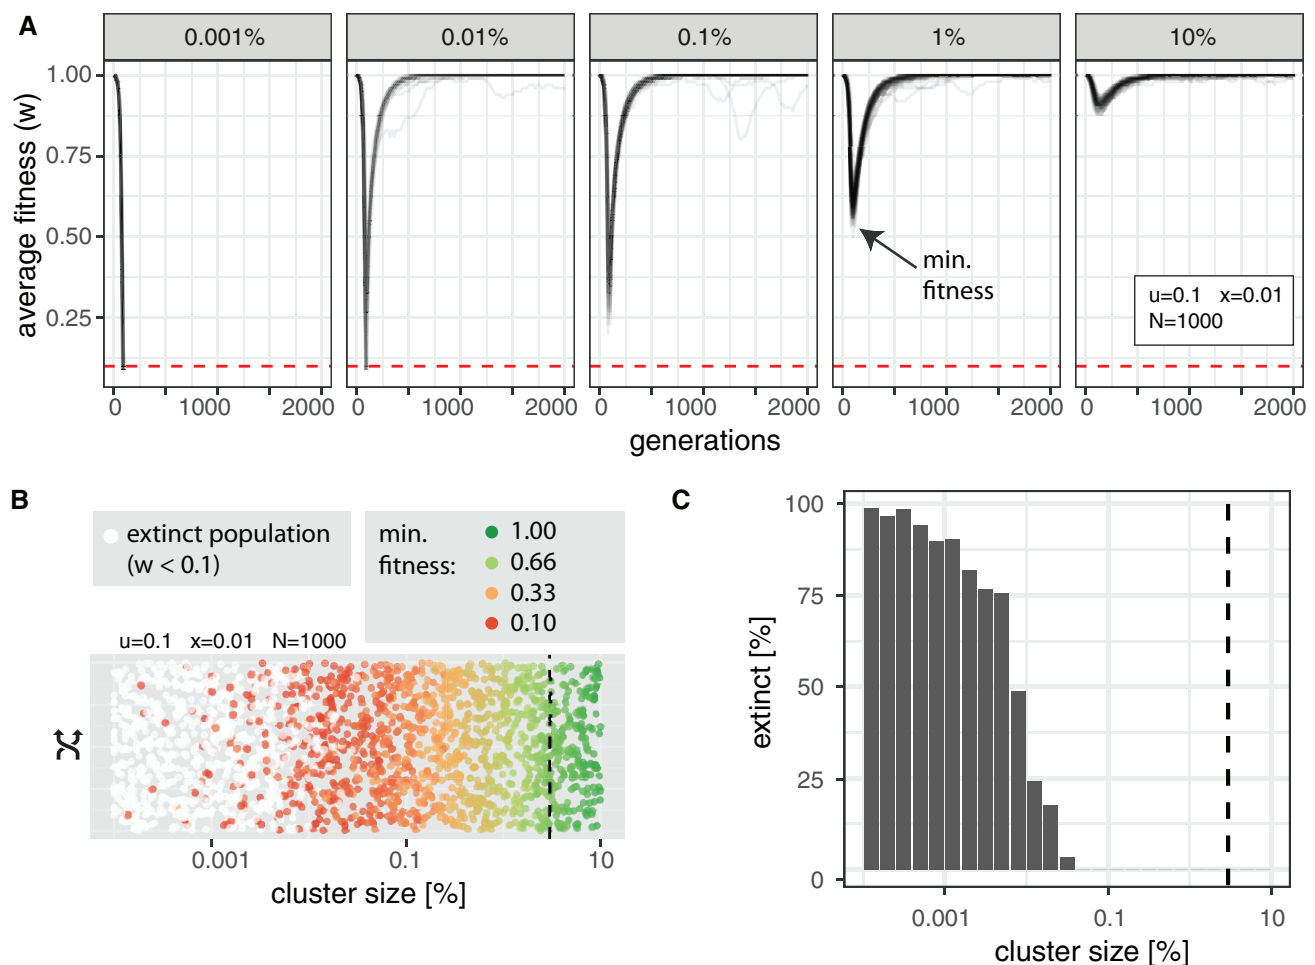 A
0.001% 0.01% 0.1% 1% 10%
average fitness (w)
1.00
0.75
0.50
0.25
min.
fitness
u=0.1 x=0.01
N=1000
0 1000 2000 0 1000 2000 0 1000 2000 0 1000 2000 0 1000 2000
generations
B
extinct population
(w < 0.1)
min.
fitness:
1.00
0.66
0.33
0.10
u=0.1 x=0.01 N=1000
0.001 0.1 10
cluster size [%]
C
extinct [%]
100
75
50
25
0
0.001 0.1 10
cluster size [%]